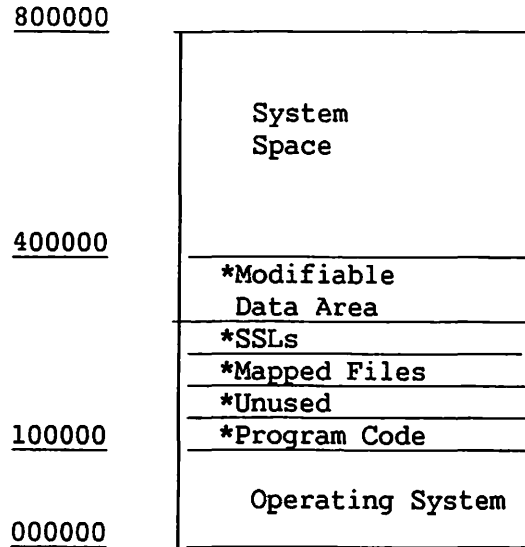 800000
System
Space
400000
*Modifiable
Data Area
*SSLs
*Mapped Files
*Unused
100000 *Program Code
Operating System
000000